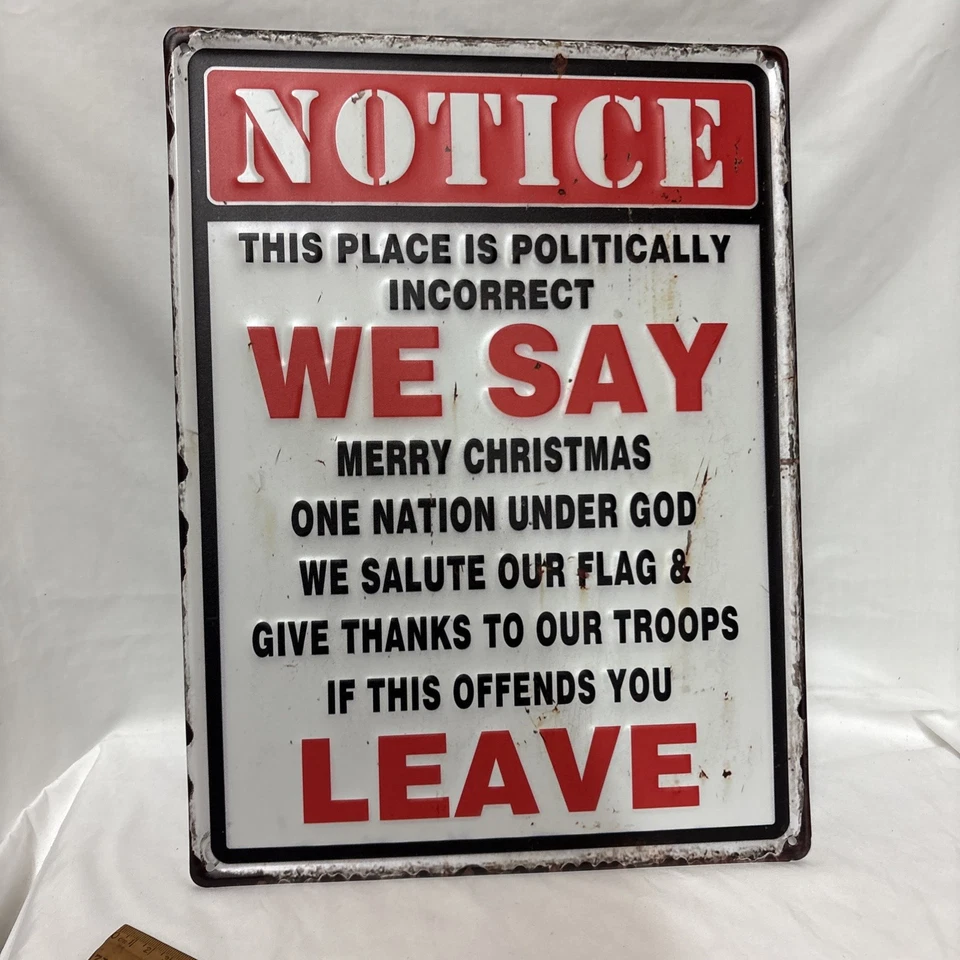 NOTICE
THIS PLACE IS POLITICALLY
INCORRECT
WE SAY
MERRY CHRISTMAS
ONE NATION UNDER GOD
WE SALUTE OUR FLAG &
GIVE THANKS TO OUR TROOPS
IF THIS OFFENDS YOU
LEAVE